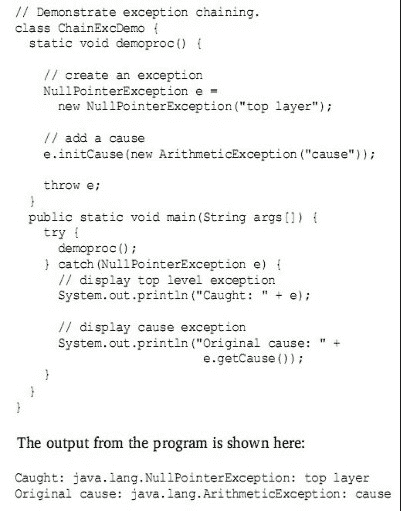 // Demonstrate exception chaining.
class ChainExcDemo {
  static void demoproc() {

    // create an exception
    NullPointerException e =
      new NullPointerException("top layer");

    // add a cause
    e.initCause(new ArithmeticException("cause"));

    throw e;
  }
  public static void main(String args[]) {
    try {
      demoproc();
    } catch(NullPointerException e) {
      // display top level exception
      System.out.println("Caught: " + e);

      // display cause exception
      System.out.println("Original cause: " +
                         e.getCause());
    }
  }
}
The output from the program is shown here:
Caught: java.lang.NullPointerException: top layer
Original cause: java.lang.ArithmeticException: cause